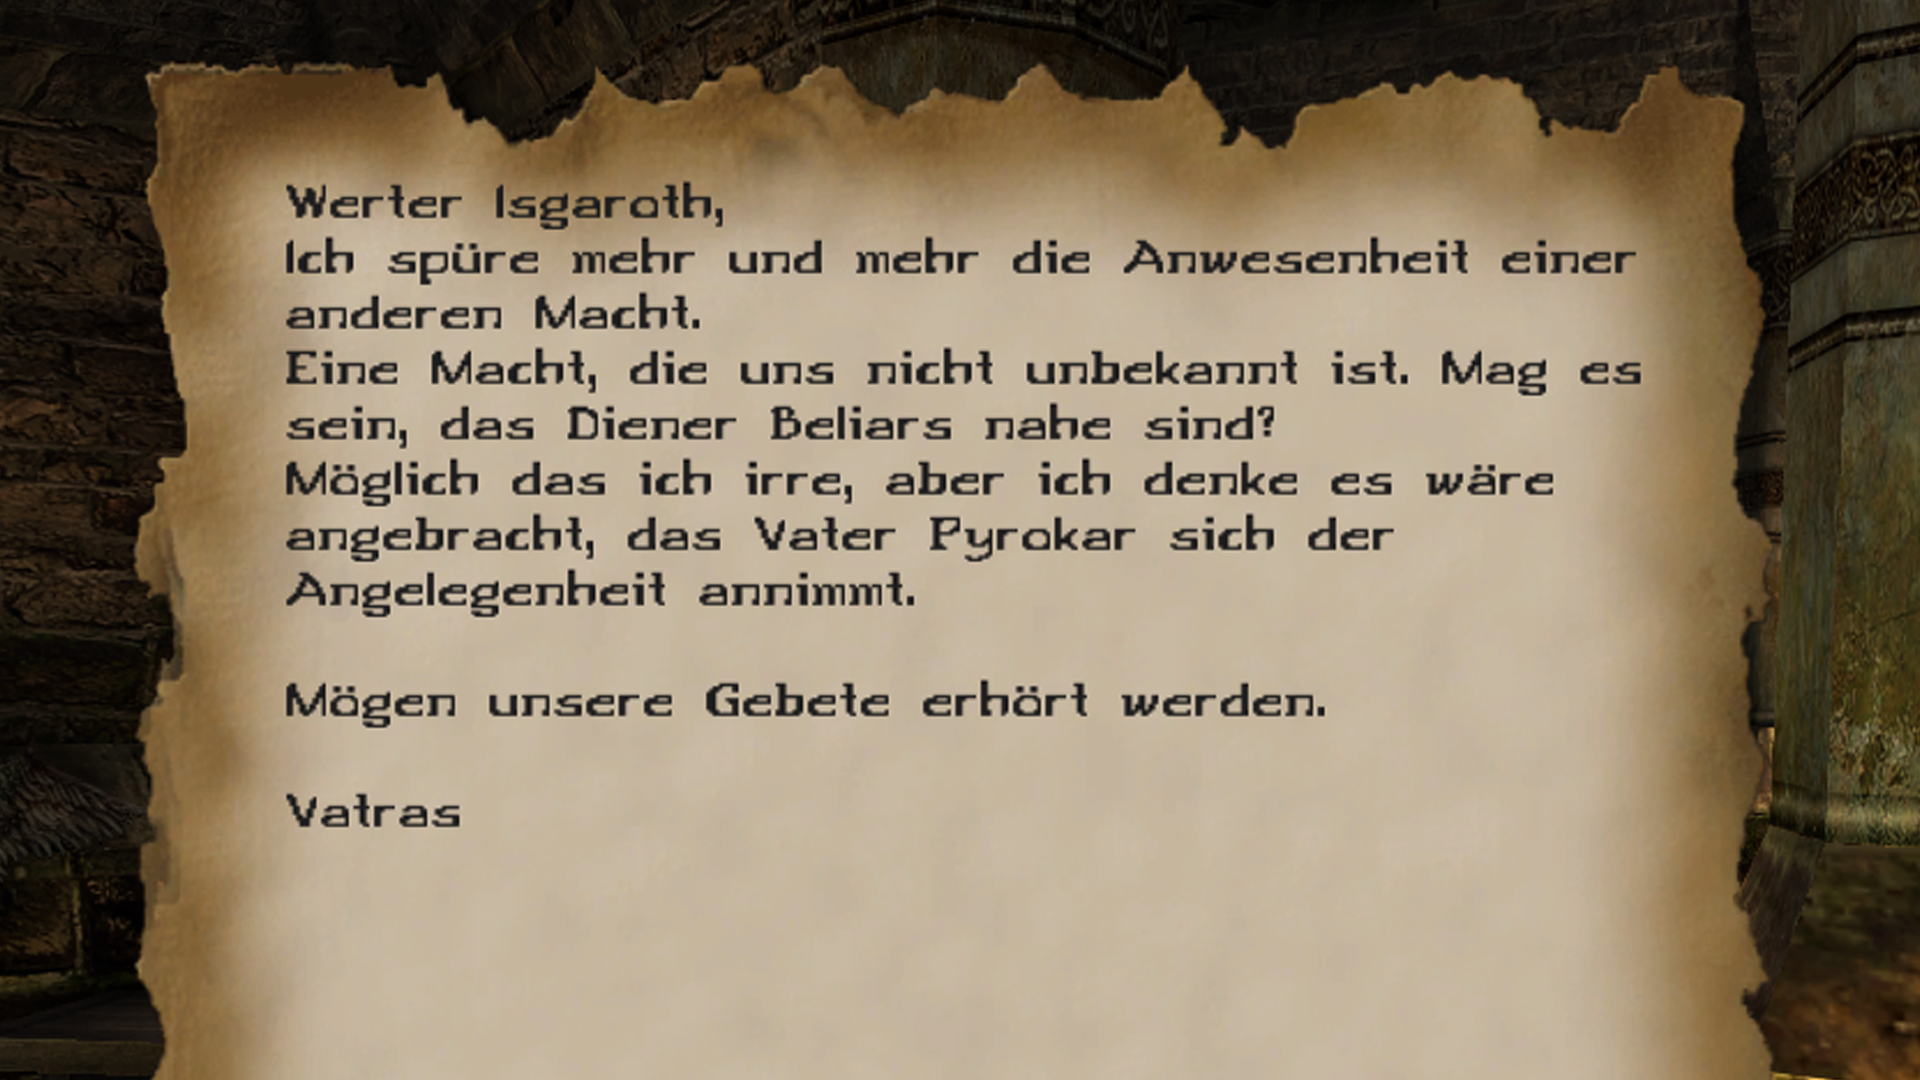 Werter Isgaroth,
Ich spüre mehr und mehr die Anwesenheit einer
anderen Macht.
Eine Macht, die uns nicht unbekannt ist. Mag es
sein, das Diener Beliars nahe sind?
Möglich das ich irre, aber ich denke es wäre
angebracht, das Vater Pyrokar sich der
Angelegenheit annimmt.
Mögen unsere Gebete erhört werden.
Vatras